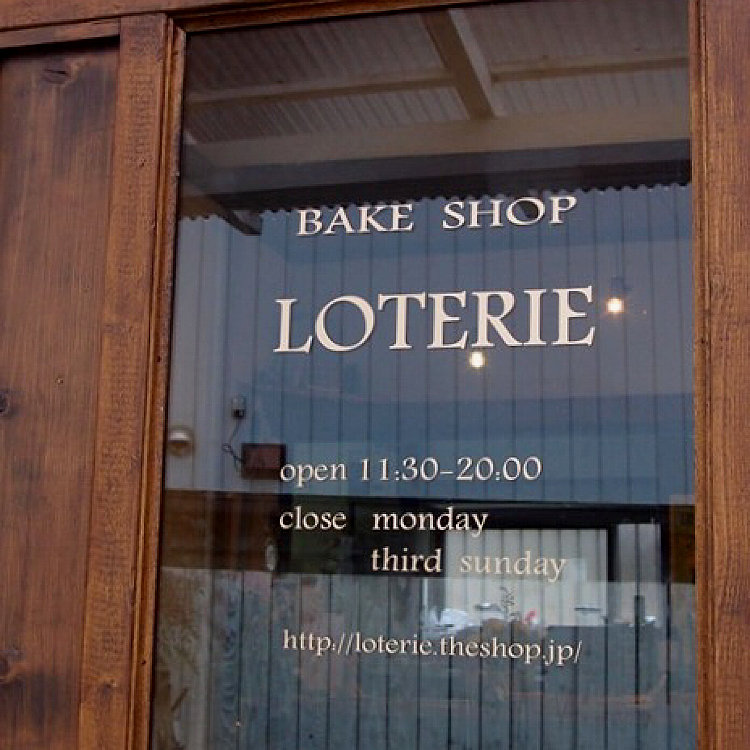 BAKE SHOP
LOTERIE
open 11:30-20:00
close monday
third sunday
http://loterie.theshop.jp/